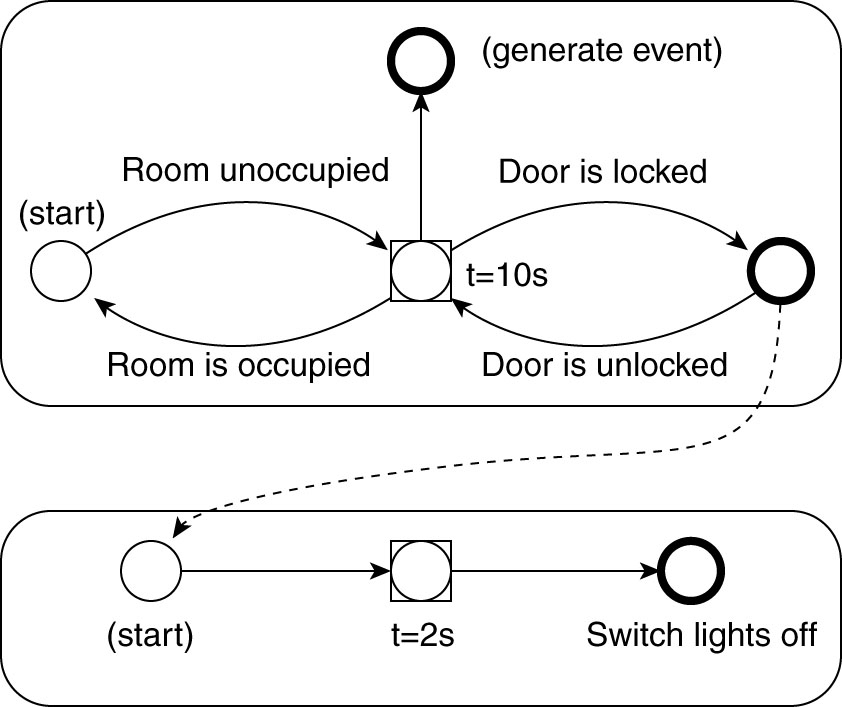 (generate event)
Room unoccupied
Door is locked
(start)
t=10s
Room is occupied
Door is unlocked
(start)
t=2s
Switch lights off